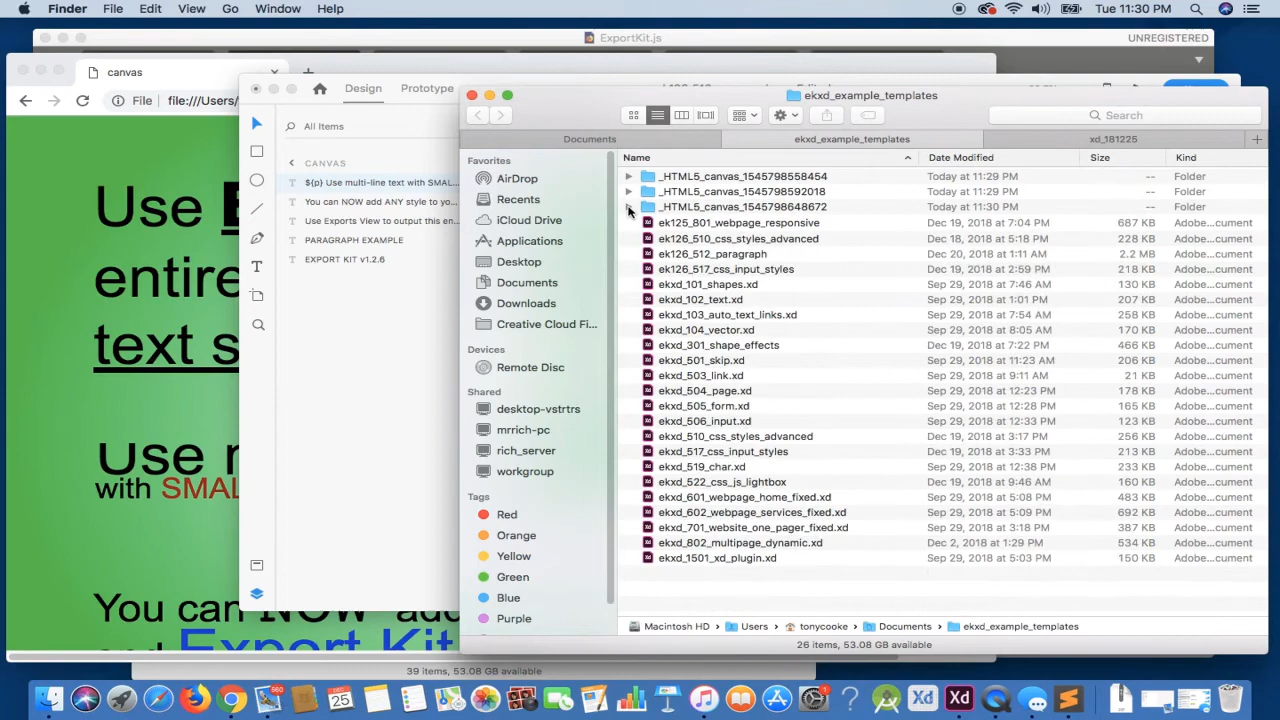 Finder File Edit View Go Window Help Tue 11:30 PM
ExportKit.js UNREGISTERED
canvas
Design Prototype
ekxd_example_templates
File file:///Users/
Search
All Items
Documents ekxd_example_templates xd_181225
Favorites Name Date Modified Size Kind
CANVAS
AirDrop _HTML5_canvas_1545798558454 Today at 11:29 PM -- Folder
${p} Use multi-line text with SMAL...
_HTML5_canvas_1545798592018 Today at 11:29 PM -- Folder
Recents
You can NOW add ANY style to yo...
_HTML5_canvas_1545798648672 Today at 11:30 PM -- Folder
iCloud Drive
Use Exports View to output this en...
ek125_801_webpage_responsive Dec 19, 2018 at 7:04 PM 687 KB Adobe...cument
PARAGRAPH EXAMPLE
Applications ek126_510_css_styles_advanced Dec 18, 2018 at 5:18 PM 228 KB Adobe...cument
EXPORT KIT v1.2.6
ek126_512_paragraph Dec 20, 2018 at 1:11 AM 2.2 MB Adobe...cument
Desktop ek126_517_css_input_styles Dec 19, 2018 at 2:59 PM 218 KB Adobe...cument
Documents ekxd_101_shapes.xd Sep 29, 2018 at 7:46 AM 130 KB Adobe...cument
Downloads ekxd_102_text.xd Sep 29, 2018 at 1:01 PM 207 KB Adobe...cument
ekxd_103_auto_text_links.xd Sep 29, 2018 at 7:54 AM 258 KB Adobe...cument
Creative Cloud Fi... ekxd_104_vector.xd Sep 29, 2018 at 8:05 AM 170 KB Adobe...cument
Devices ekxd_301_shape_effects Dec 19, 2018 at 7:22 PM 466 KB Adobe...cument
Remote Disc ekxd_501_skip.xd Sep 29, 2018 at 11:23 AM 206 KB Adobe...cument
ekxd_503_link.xd Sep 29, 2018 at 9:11 AM 21 KB Adobe...cument
Shared ekxd_504_page.xd Sep 29, 2018 at 12:23 PM 178 KB Adobe...cument
desktop-vstrtrs ekxd_505_form.xd Sep 29, 2018 at 12:28 PM 165 KB Adobe...cument
mrrich-pc ekxd_506_input.xd Sep 29, 2018 at 12:33 PM 192 KB Adobe...cument
ekxd_510_css_styles_advanced Dec 19, 2018 at 3:17 PM 256 KB Adobe...cument
rich_server ekxd_517_css_input_styles Dec 19, 2018 at 3:33 PM 213 KB Adobe...cument
workgroup ekxd_519_char.xd Sep 29, 2018 at 12:38 PM 233 KB Adobe...cument
ekxd_522_css_js_lightbox Dec 19, 2018 at 9:46 AM 160 KB Adobe...cument
Tags ekxd_601_webpage_home_fixed.xd Sep 29, 2018 at 5:08 PM 483 KB Adobe...cument
Red ekxd_602_webpage_services_fixed.xd Sep 29, 2018 at 5:09 PM 692 KB Adobe...cument
Orange ekxd_701_website_one_pager_fixed.xd Sep 29, 2018 at 3:18 PM 387 KB Adobe...cument
Yellow ekxd_802_multipage_dynamic.xd Dec 2, 2018 at 1:29 PM 534 KB Adobe...cument
ekxd_1501_xd_plugin.xd Sep 29, 2018 at 5:03 PM 150 KB Adobe...cument
Green
Blue
Purple
Macintosh HD Users tonycooke Documents ekxd_example_templates
26 items, 53.08 GB available
Use
entire
text s
Use
with SMAL
You can NOW add
and Export Kit
39 items, 53.08 GB available
560
DEC
25
Xd Xd